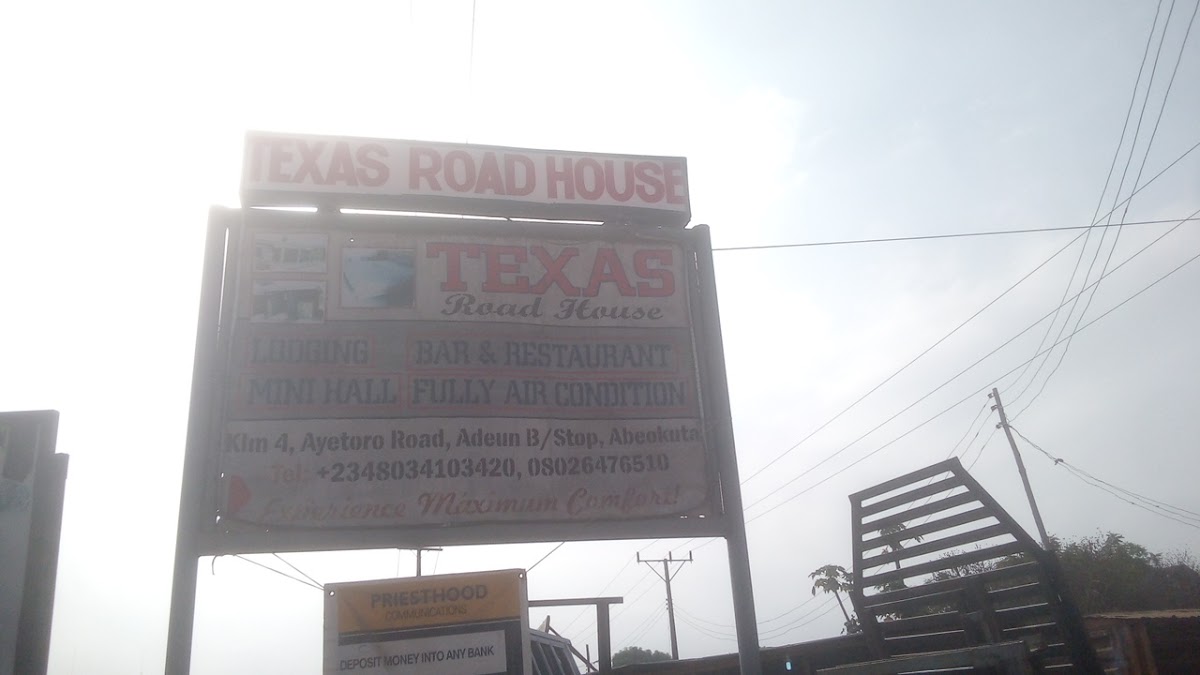 TEXAS ROAD HOUSE
TEXAS
Road House
LODGING BAR & RESTAURANT
MINI HALL FULLY AIR CONDITION
Klm 4, Ayetoro Road, Adeun B/Stop, Abeokuta
Tel: +2348034103420, 08026476510
Experience Maximum Comfort!
PRIESTHOOD
COMMUNICATIONS
DEPOSIT MONEY INTO ANY BANK